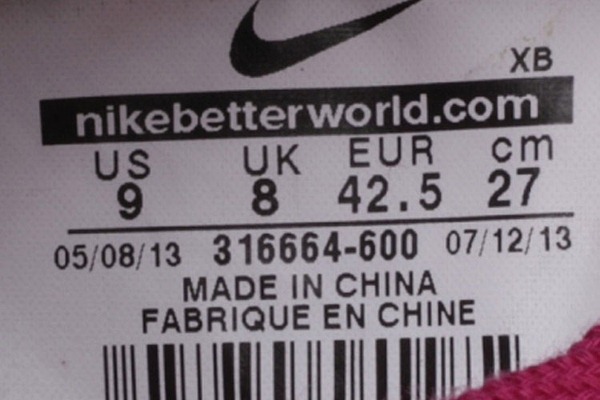 XB
nikebetterworld.com
US UK EUR cm
9 8 42.5 27
05/08/13 316664-600 07/12/13
MADE IN CHINA
FABRIQUE EN CHINE